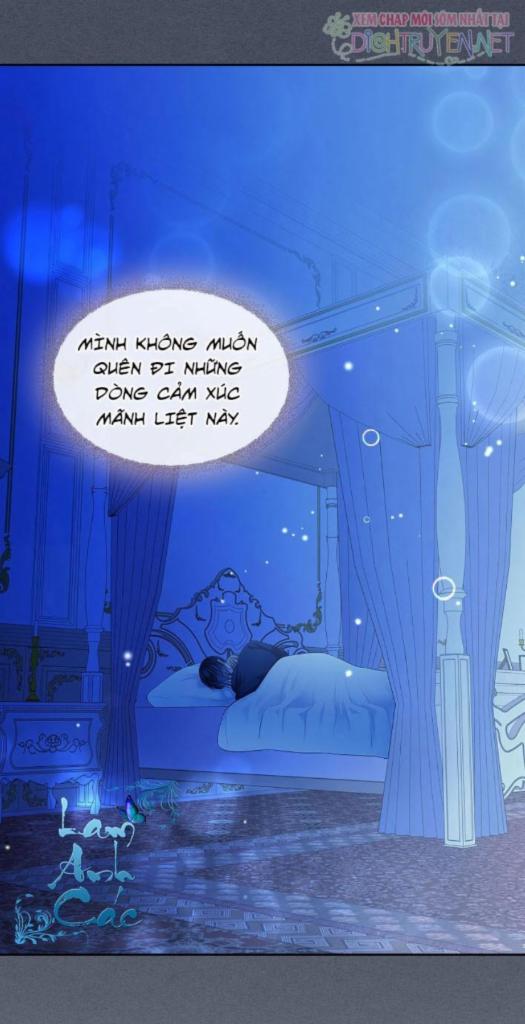 XEM CHAP MỚI SỚM NHẤT TẠI
DICHTRUYEN.NET
MÌNH KHÔNG MUỐN
QUÊN ĐI NHỮNG
DÒNG CẢM XÚC
MÃNH LIỆT NÀY.
Lâm
Anh
Các